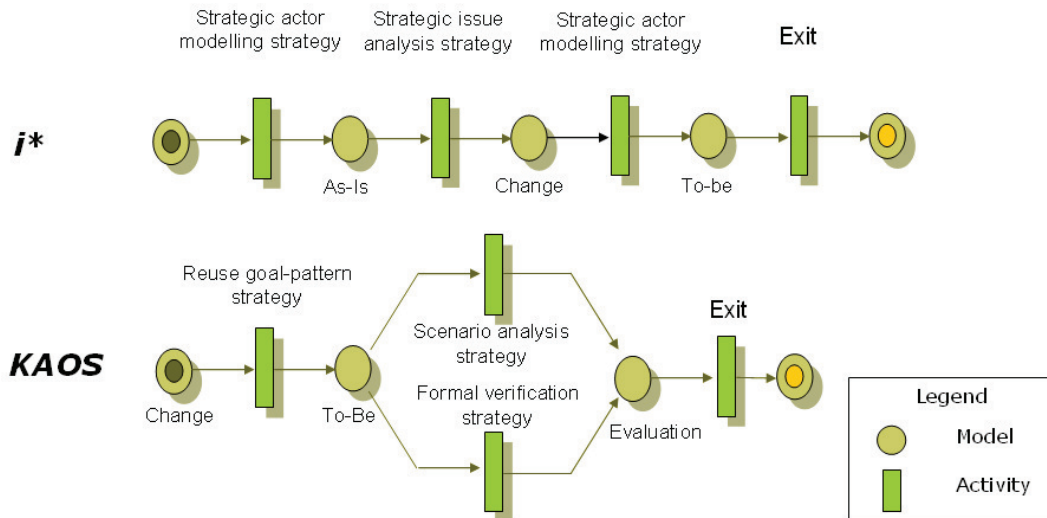 Strategic actor
modelling strategy
Strategic issue
analysis strategy
Strategic actor
modelling strategy
Exit
i*
As-Is
Change
To-be
Reuse goal-pattern
strategy
Scenario analysis
strategy
Exit
KAOS
Formal verification
strategy
Change
To-Be
Evaluation
Legend
Model
Activity